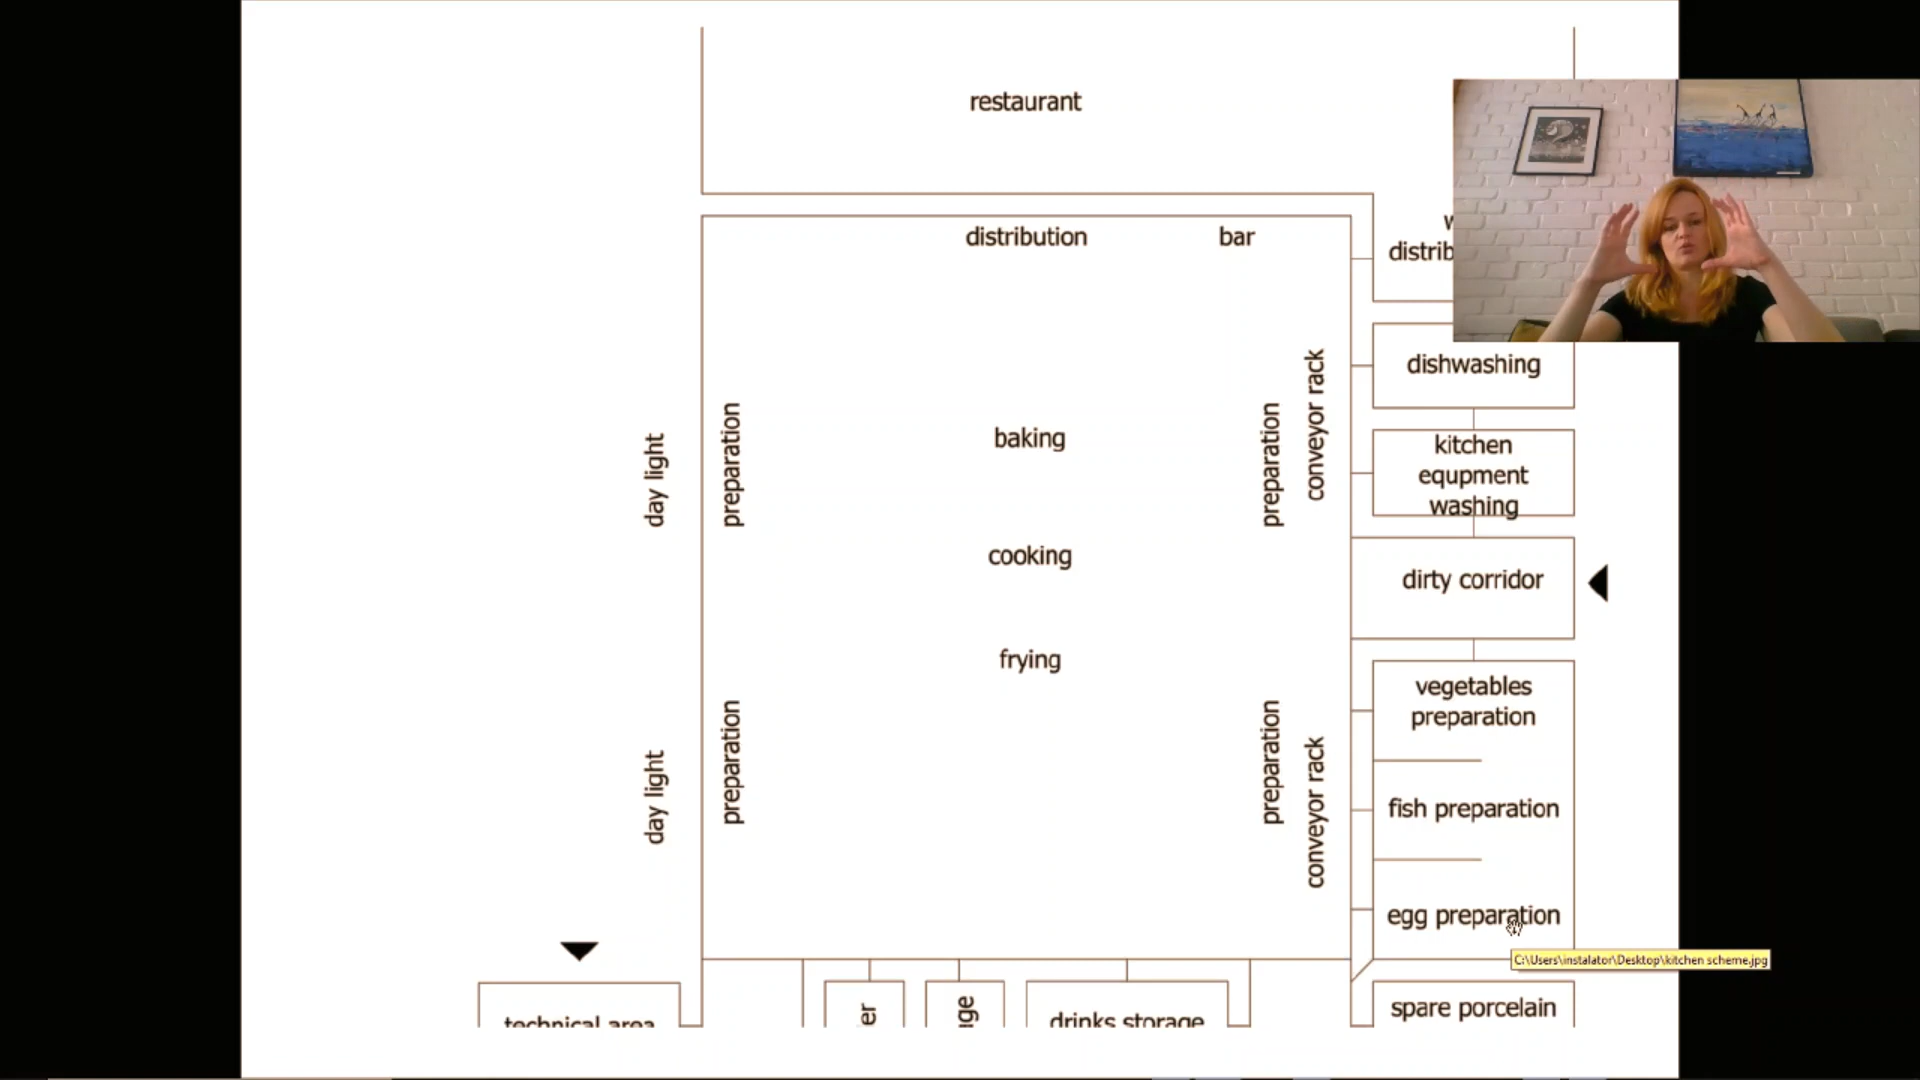 restaurant
distribution
bar
distrib
dishwashing
conveyor rack
preparation
preparation
day light
baking
kitchen
equpment
washing
cooking
dirty corridor
frying
vegetables
preparation
preparation
preparation
day light
conveyor rack
fish preparation
egg preparation
C:\Users\instalator\Desktop\kitchen scheme.jpg
technical area
drinks storage
spare porcelain